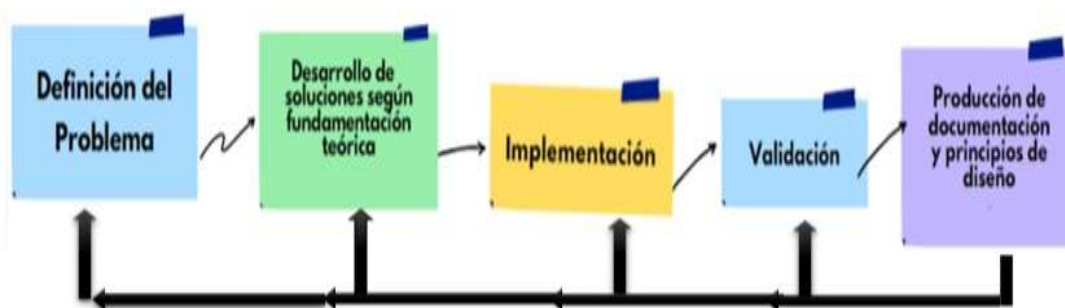 Definición del
Problema
Desarrollo de
soluciones según
fundamentación
teórica
Implementación
Validación
Producción de
documentación
y principios de
diseño